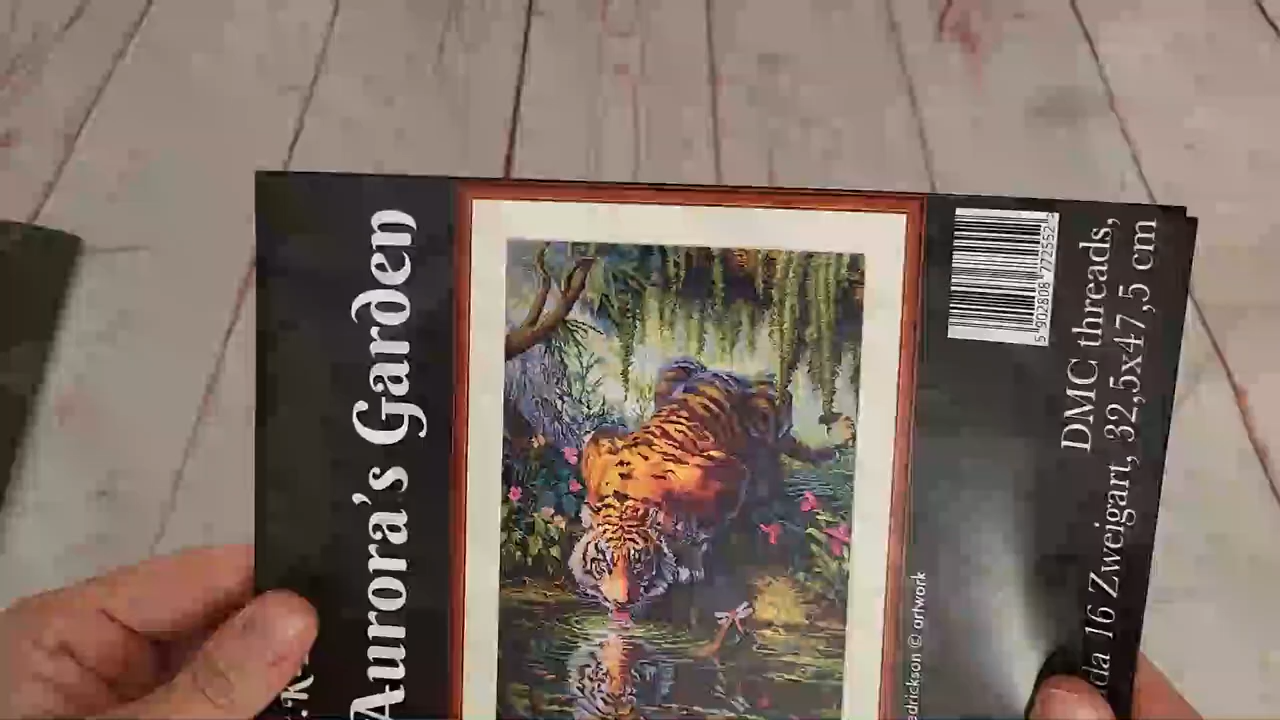 Aurora's Garden
5 902808 772552
DMC threads,
16 Zweigart, 32,5x47,5 cm
© artwork